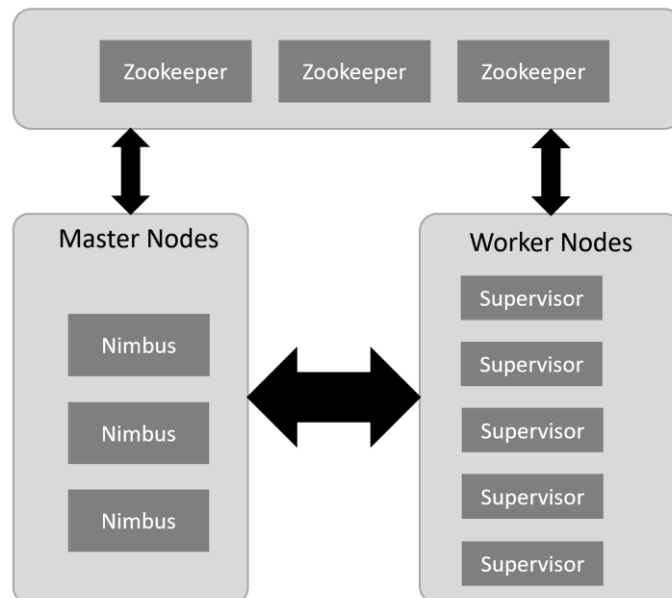 Zookeeper
Zookeeper
Zookeeper
Master Nodes
Nimbus
Nimbus
Nimbus
Worker Nodes
Supervisor
Supervisor
Supervisor
Supervisor
Supervisor